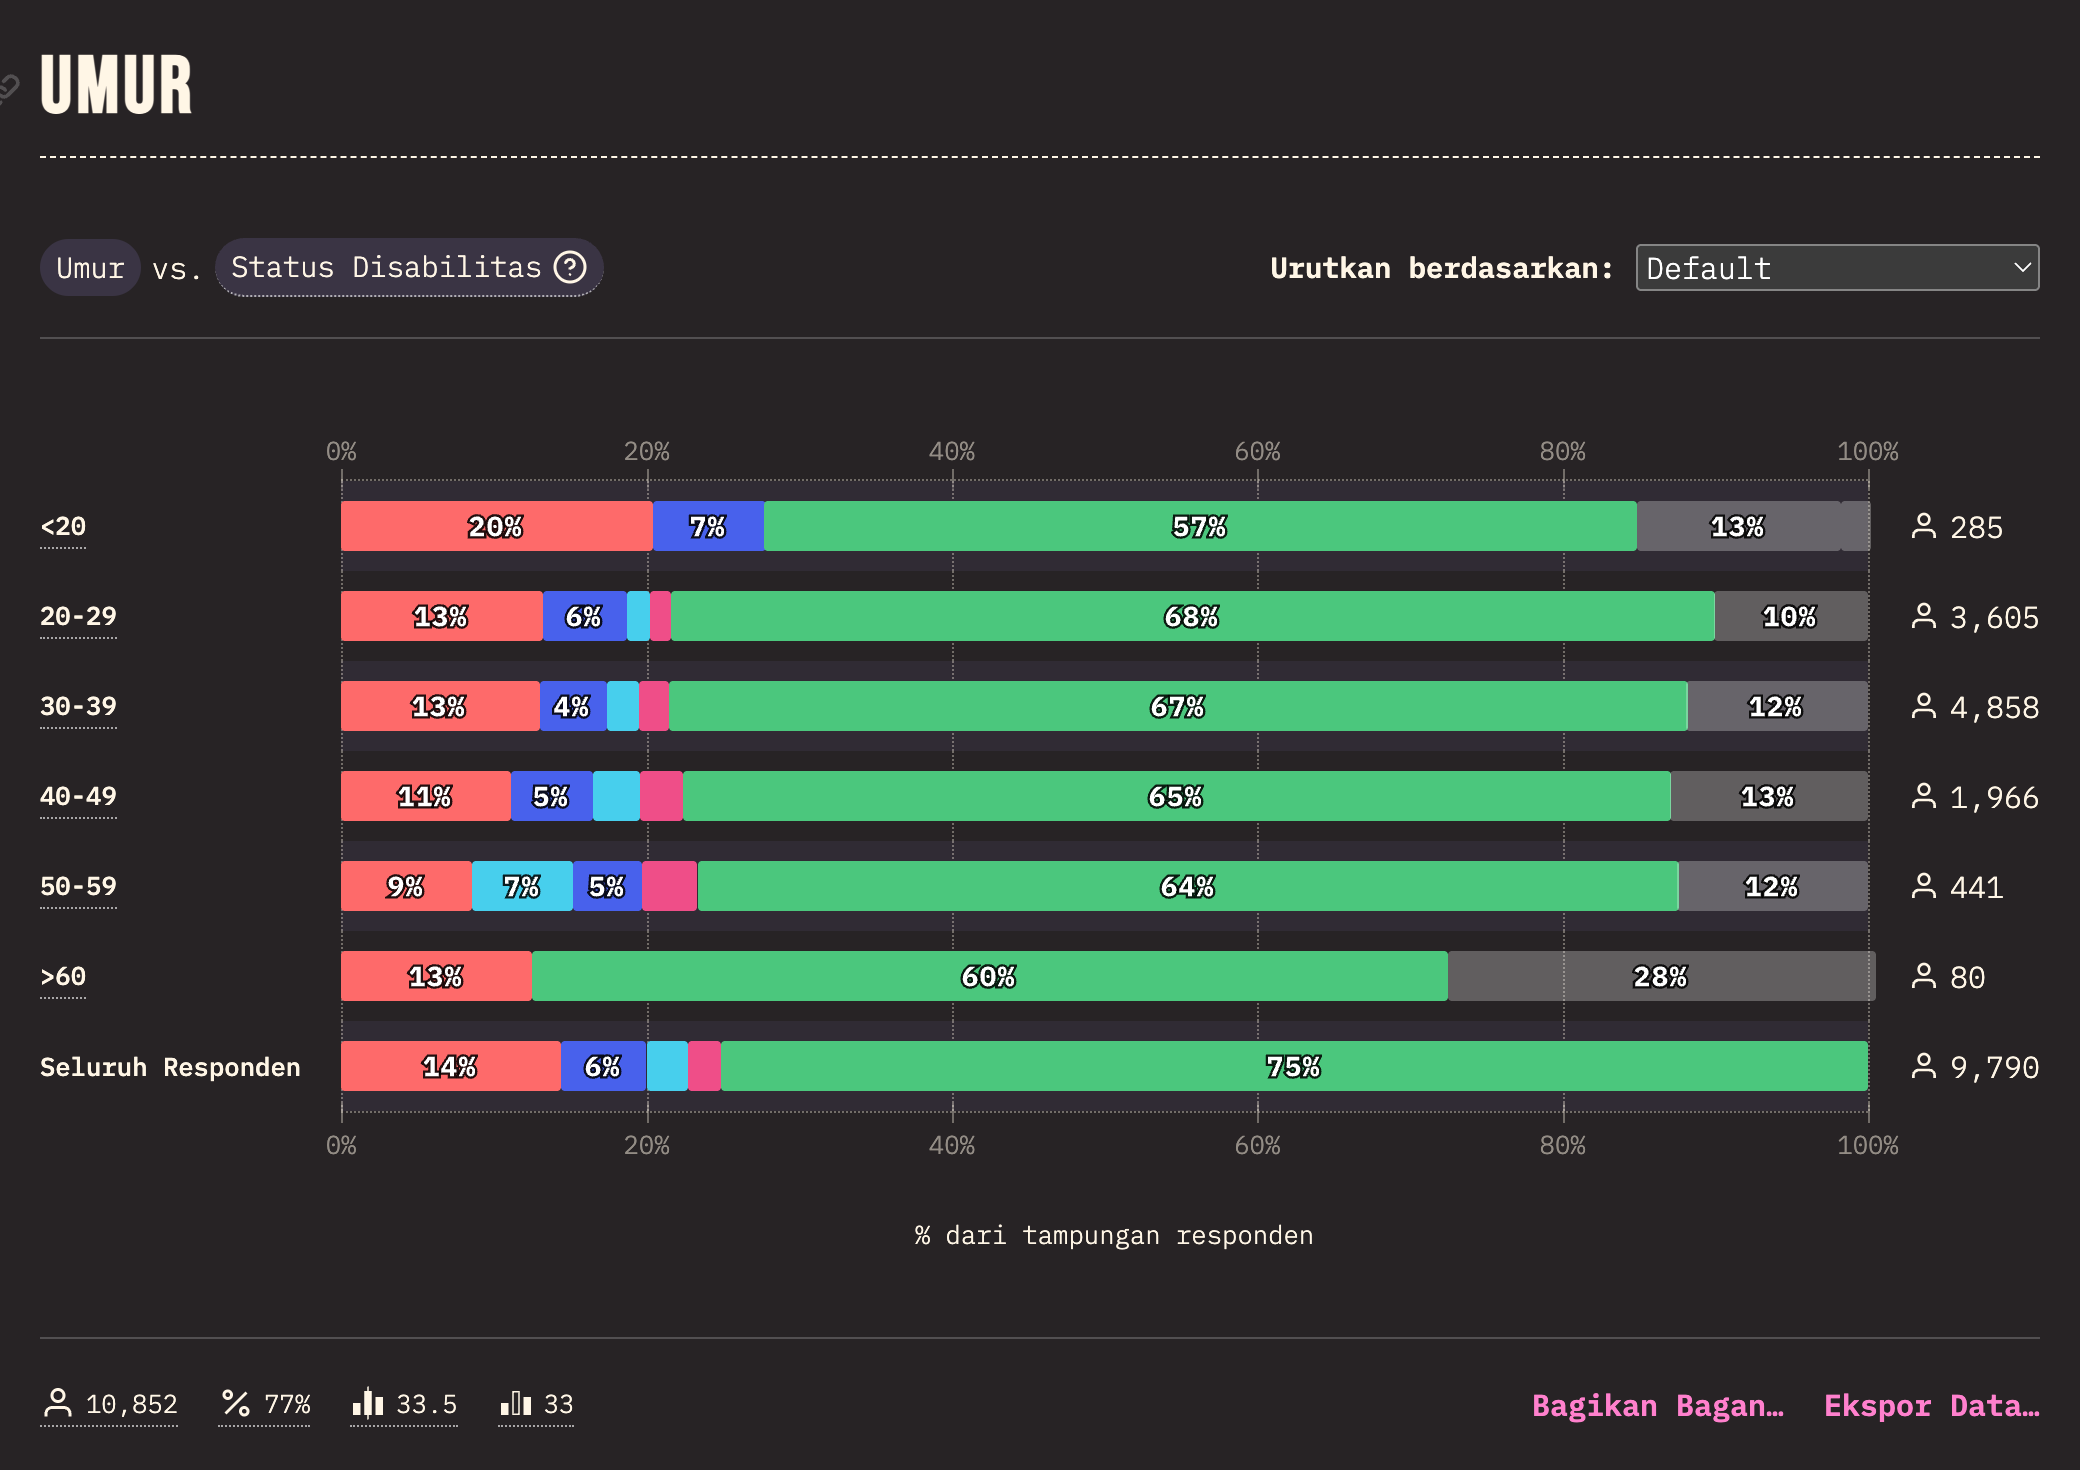 UMUR
Umur vs. Status Disabilitas ?
Urutkan berdasarkan: Default
0% 20% 40% 60% 80% 100%
<20 20% 7% 57% 13% 285
20-29 13% 6% 68% 10% 3,605
30-39 13% 4% 67% 12% 4,858
40-49 11% 5% 65% 13% 1,966
50-59 9% 7% 5% 64% 12% 441
>60 13% 60% 28% 80
Seluruh Responden 14% 6% 75% 9,790
0% 20% 40% 60% 80% 100%
% dari tampungan responden
10,852 77% 33.5 33
Bagikan Bagan… Ekspor Data…